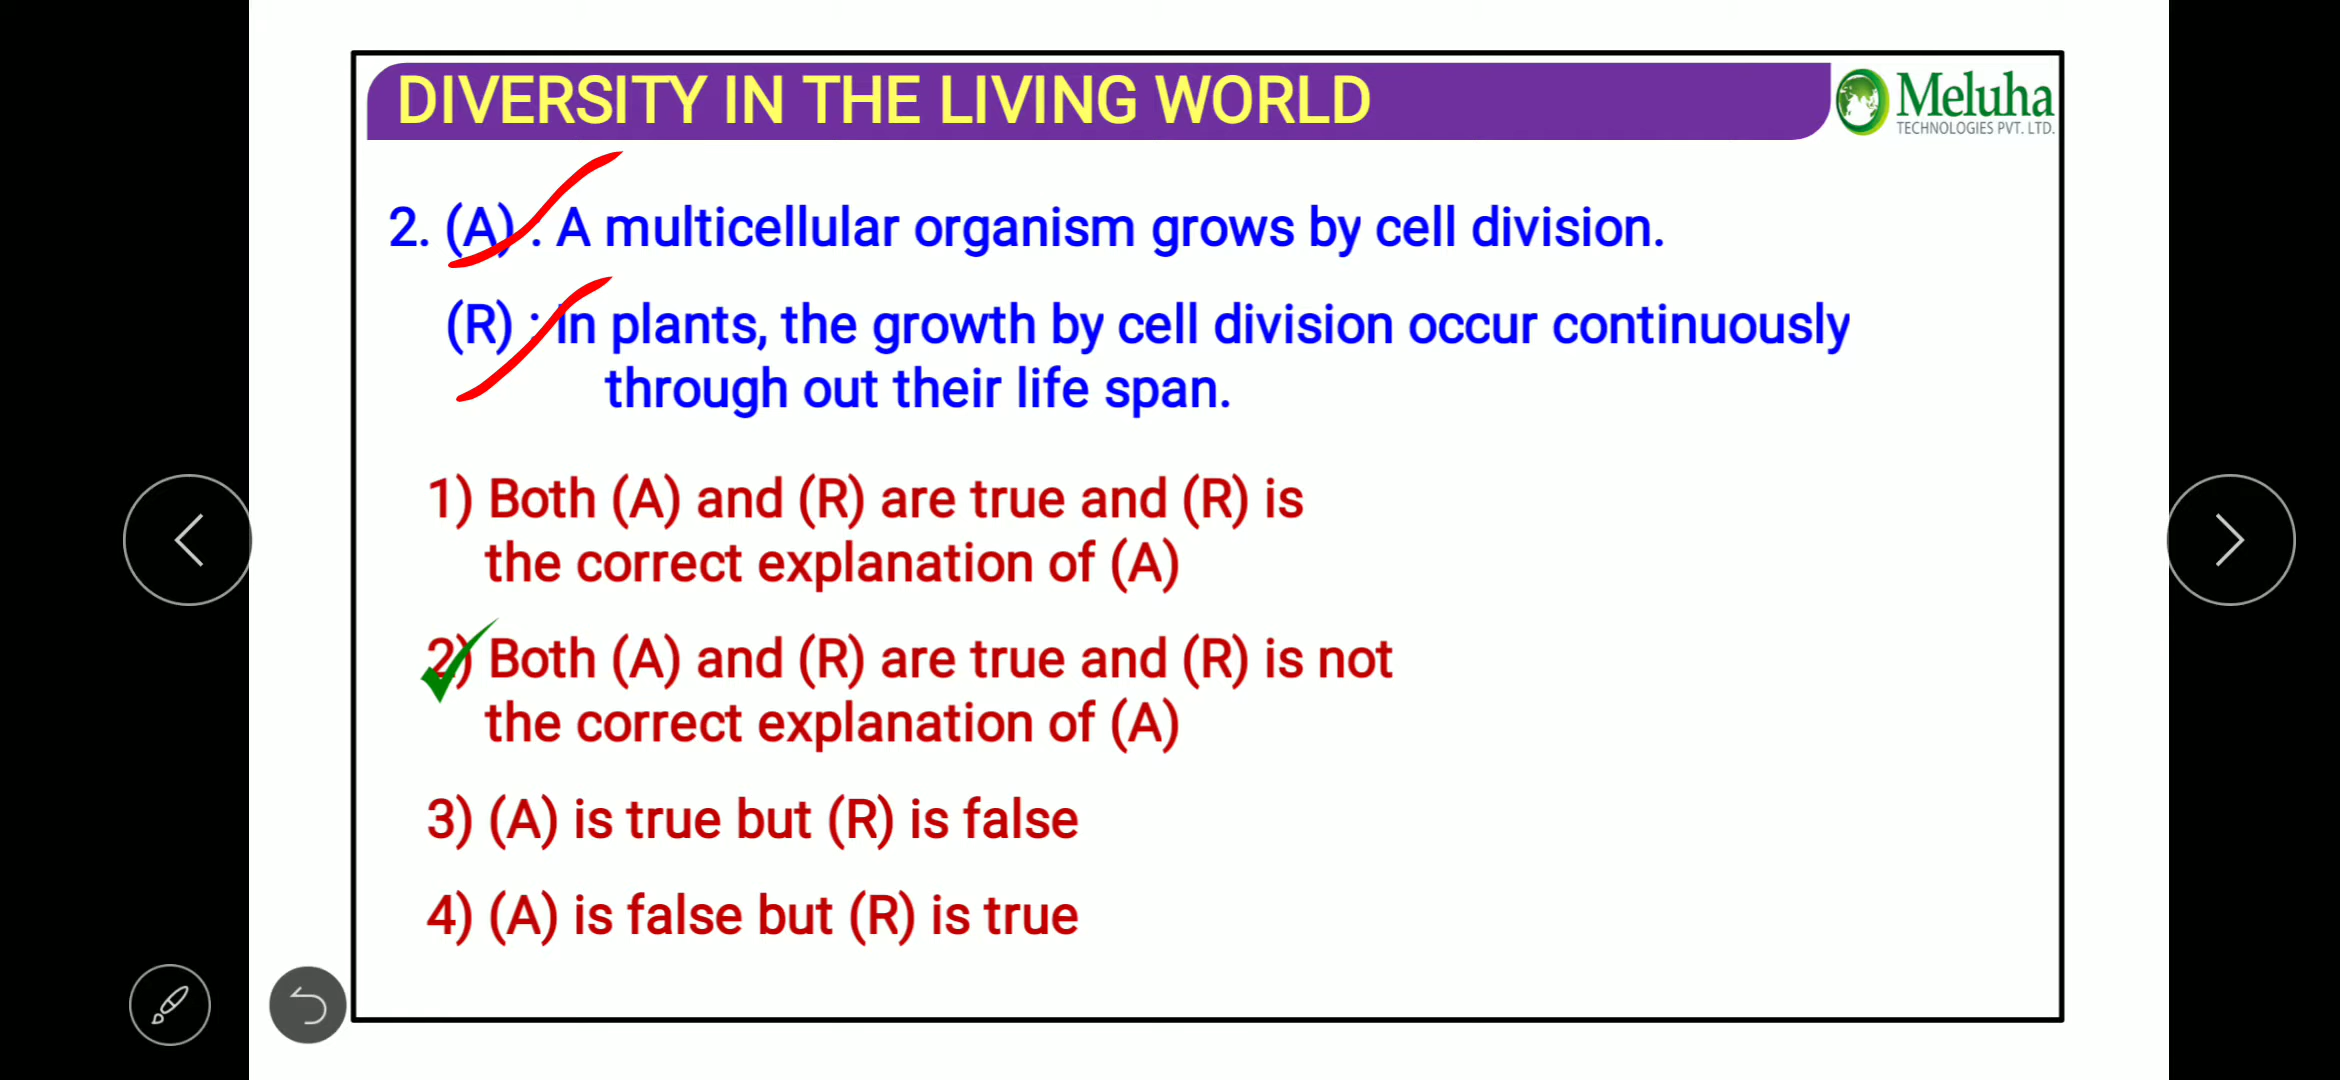 DIVERSITY IN THE LIVING WORLD
Meluha
TECHNOLOGIES PVT. LTD.
2. (A) : A multicellular organism grows by cell division.
(R) : In plants, the growth by cell division occur continuously
through out their life span.
1) Both (A) and (R) are true and (R) is
the correct explanation of (A)
2) Both (A) and (R) are true and (R) is not
the correct explanation of (A)
3) (A) is true but (R) is false
4) (A) is false but (R) is true